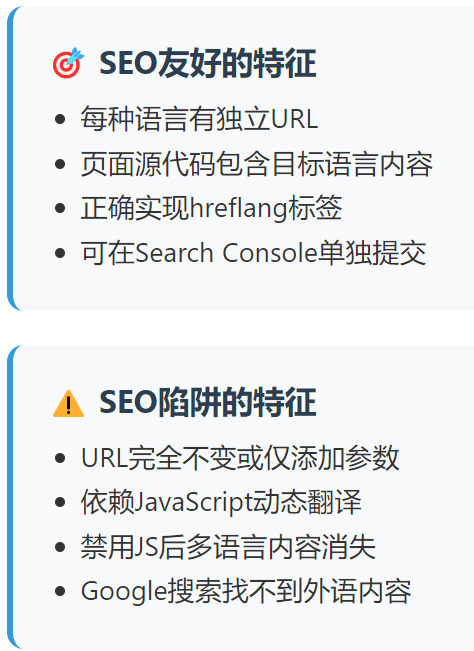 SEO友好的特征
每种语言有独立URL
页面源代码包含目标语言内容
正确实现hreflang标签
可在Search Console单独提交
SEO陷阱的特征
URL完全不变或仅添加参数
依赖JavaScript动态翻译
禁用JS后多语言内容消失
Google搜索找不到外语内容